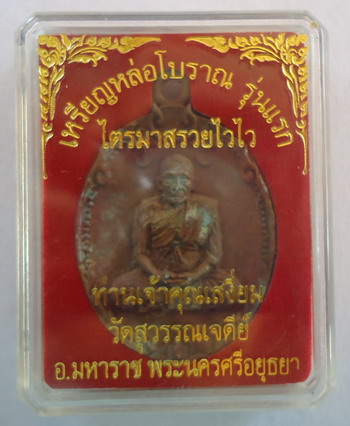 เหรียญหล่อโบราณ รุ่นแรก
ไตรมาสรวยไวไว
ท่านเจ้าคุณเสงี่ยม
วัดสุวรรณเจดีย์
อ.มหาราช พระนครศรีอยุธยา